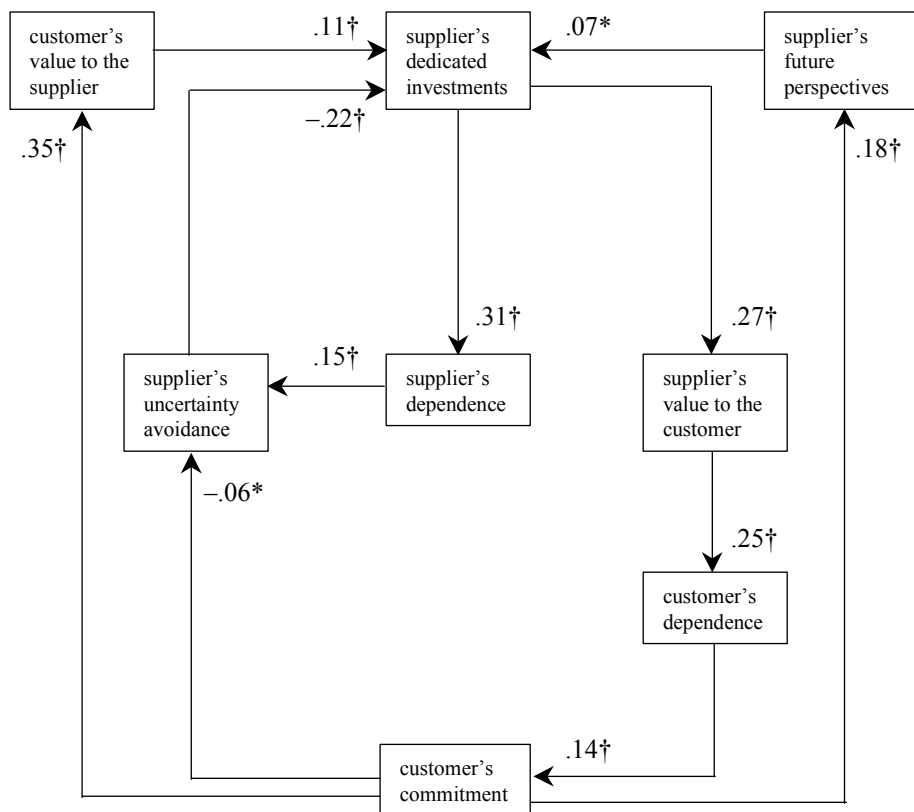 customer’s
value to the
supplier
.11†
supplier’s
dedicated
investments
.07*
supplier’s
future
perspectives
–.22†
.35†
.18†
.31†
.27†
supplier’s
uncertainty
avoidance
.15†
supplier’s
dependence
supplier’s
value to the
customer
–.06*
.25†
customer’s
dependence
.14†
customer’s
commitment